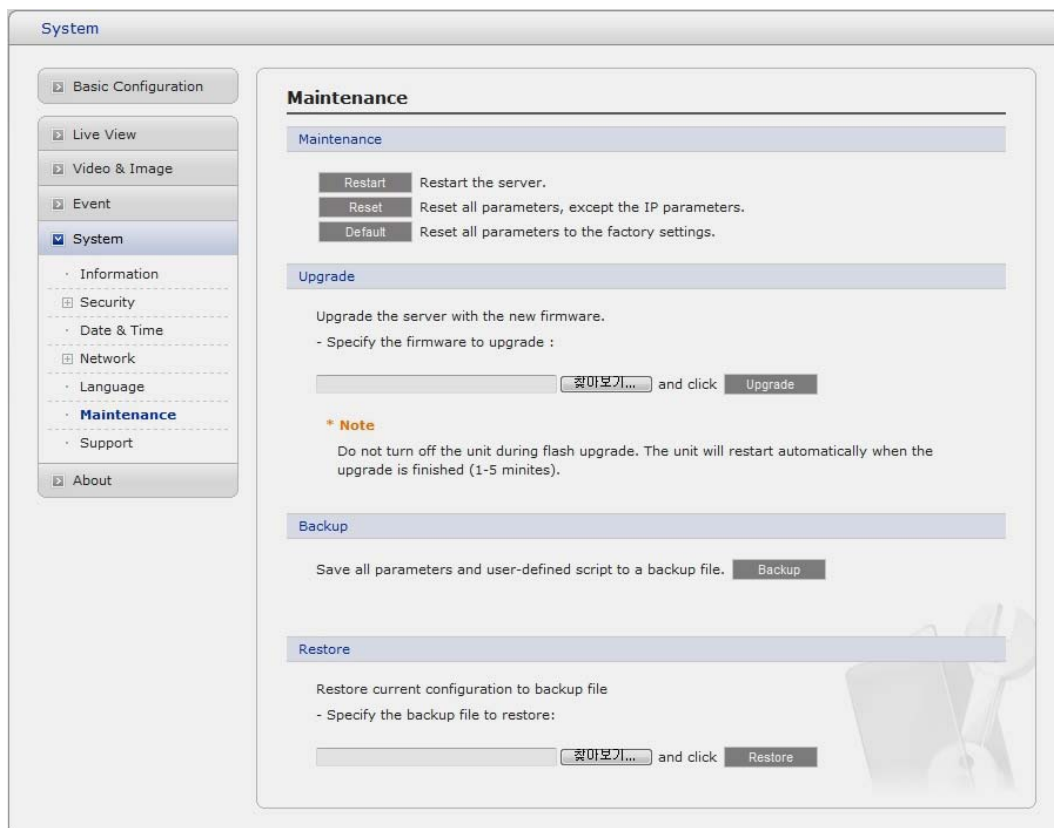 System
Basic Configuration
Live View
Video & Image
Event
System
· Information
Security
· Date & Time
Network
· Language
· Maintenance
· Support
About
Maintenance
Maintenance
Restart Restart the server.
Reset Reset all parameters, except the IP parameters.
Default Reset all parameters to the factory settings.
Upgrade
Upgrade the server with the new firmware.
- Specify the firmware to upgrade :
찾아보기... and click Upgrade
* Note
Do not turn off the unit during flash upgrade. The unit will restart automatically when the
upgrade is finished (1-5 minites).
Backup
Save all parameters and user-defined script to a backup file. Backup
Restore
Restore current configuration to backup file
- Specify the backup file to restore:
찾아보기... and click Restore